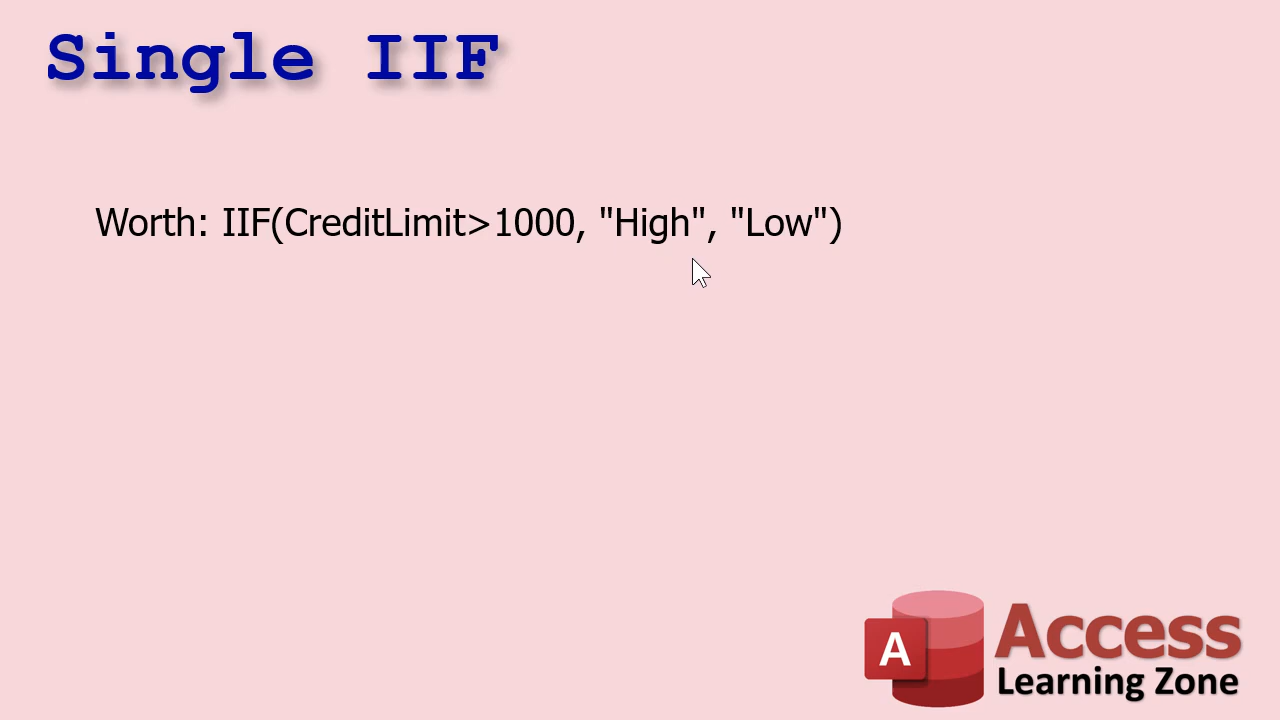 Single IIF
Worth: IIF(CreditLimit>1000, "High", "Low")
A
Access
Learning Zone